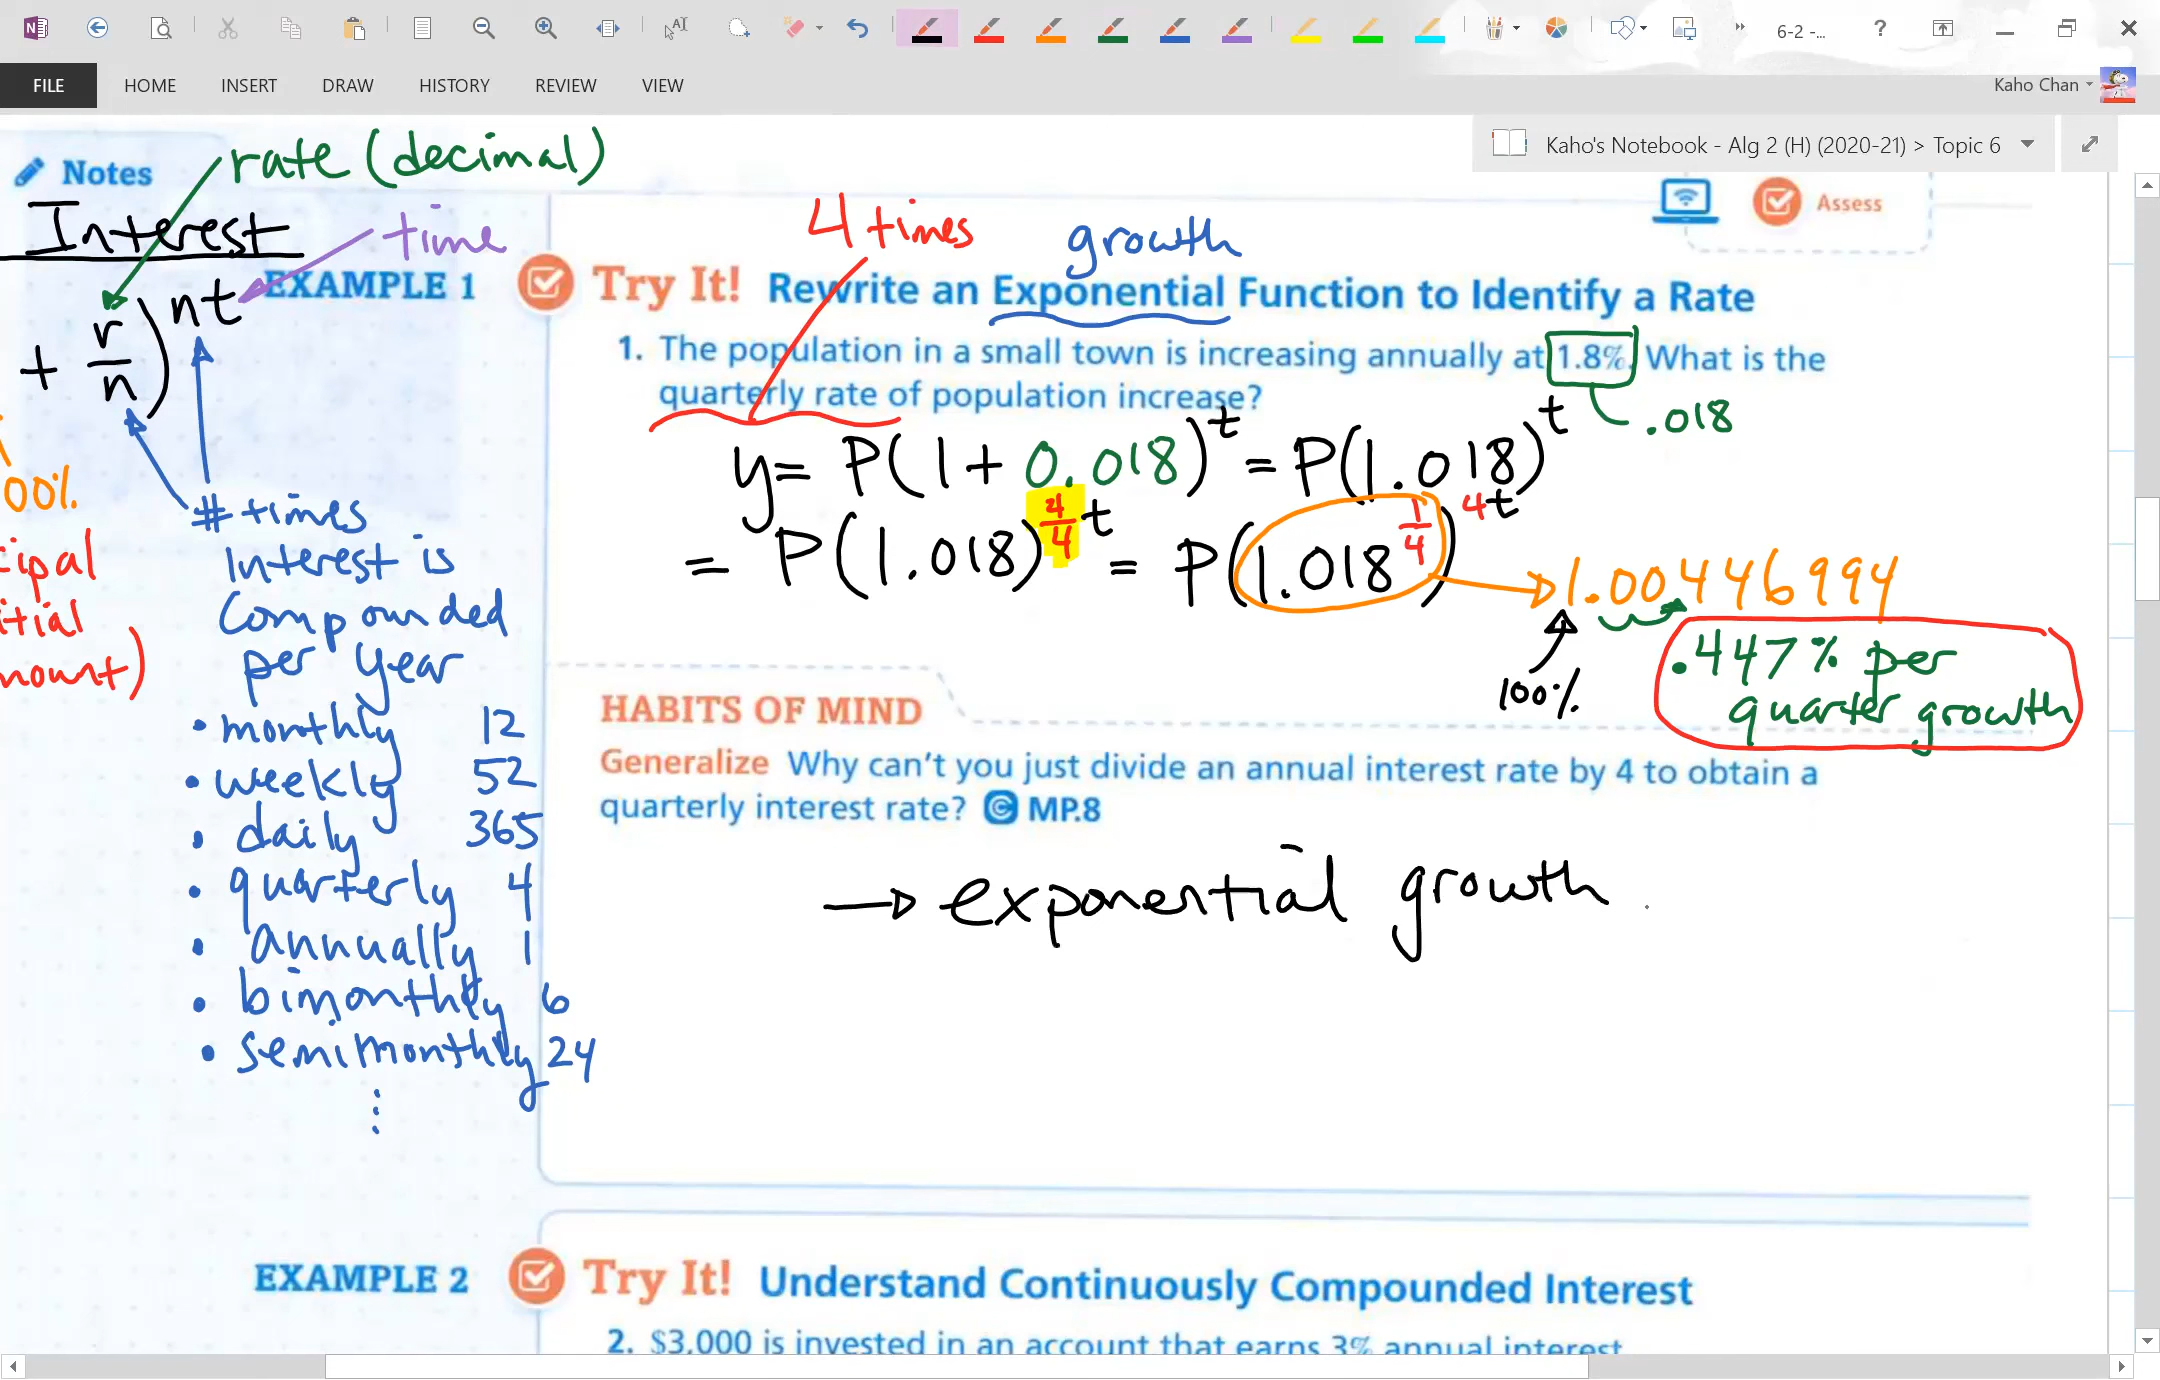 6-2 -...
?
FILE
HOME
INSERT
DRAW
HISTORY
REVIEW
VIEW
Kaho Chan
Kaho's Notebook - Alg 2 (H) (2020-21) > Topic 6
Notes
rate (decimal)
Interest
time
+ r/n) nt
00%
# times
Interest is
Compounded
per year
cipal
itial
mount)
• monthly 12
• weekly 52
• daily 365
• quarterly 4
• annually 1
• bimonthly 6
• semimonthly 24
⋮
Assess
4 times
growth
EXAMPLE 1
Try It! Rewrite an Exponential Function to Identify a Rate
1. The population in a small town is increasing annually at 1.8%. What is the
quarterly rate of population increase?
.018
y = P(1 + 0.018)^t = P(1.018)^t
= P(1.018)^(4/4 t) = P(1.018^(1/4))^(4t)
1.00446994
100%
.447% per
quarter growth
HABITS OF MIND
Generalize Why can't you just divide an annual interest rate by 4 to obtain a
quarterly interest rate? © MP.8
→ exponential growth
EXAMPLE 2
Try It! Understand Continuously Compounded Interest
2. $3,000 is invested in an account that earns 3% annual interest